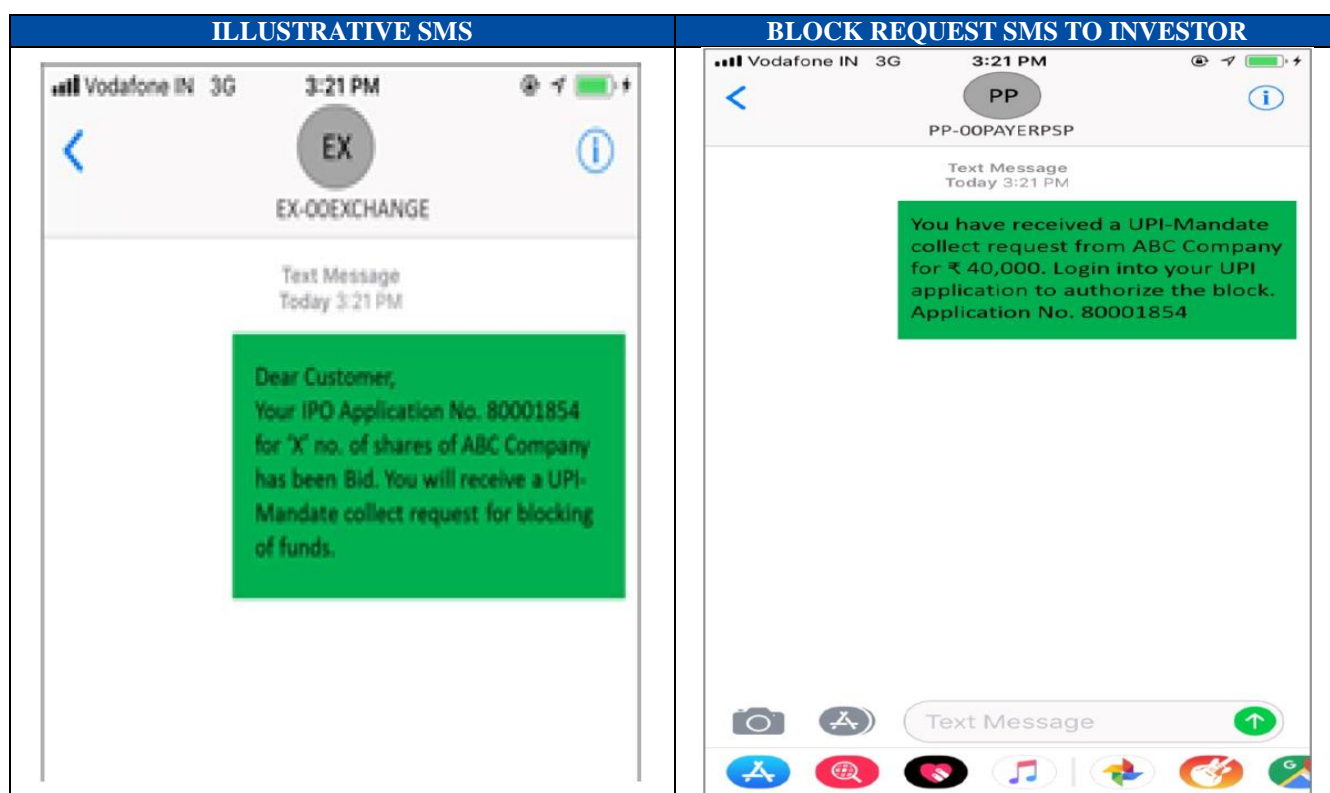 ILLUSTRATIVE SMS
Vodafone IN 3G 3:21 PM
EX
EX-00EXCHANGE
Text Message
Today 3:21 PM
Dear Customer,
Your IPO Application No. 80001854
for 'X' no. of shares of ABC Company
has been Bid. You will receive a UPI-
Mandate collect request for blocking
of funds.
BLOCK REQUEST SMS TO INVESTOR
Vodafone IN 3G 3:21 PM
PP
PP-00PAYERPSP
Text Message
Today 3:21 PM
You have received a UPI-Mandate
collect request from ABC Company
for ₹ 40,000. Login into your UPI
application to authorize the block.
Application No. 80001854
Text Message
G